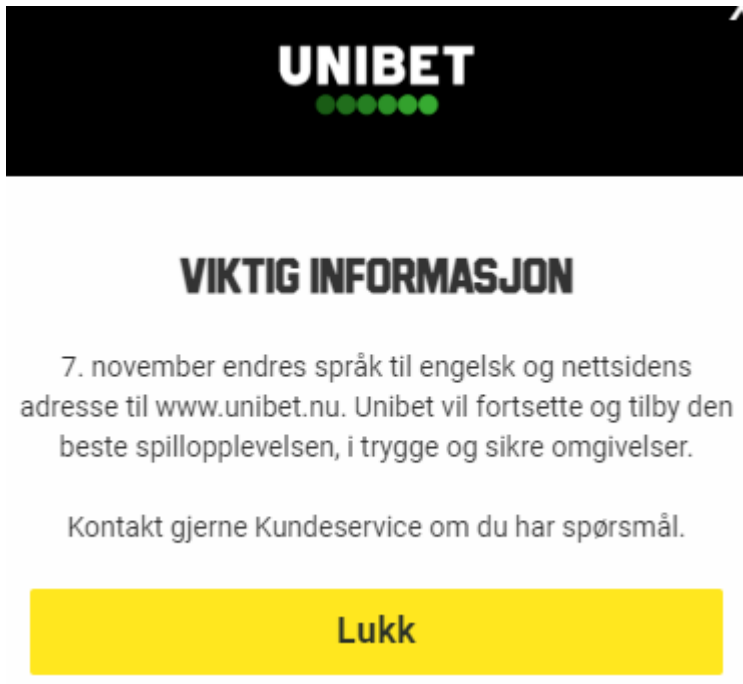 UNIBET
VIKTIG INFORMASJON
7. november endres språk til engelsk og nettsidens
adresse til www.unibet.nu. Unibet vil fortsette og tilby den
beste spillopplevelsen, i trygge og sikre omgivelser.
Kontakt gjerne Kundeservice om du har spørsmål.
Lukk